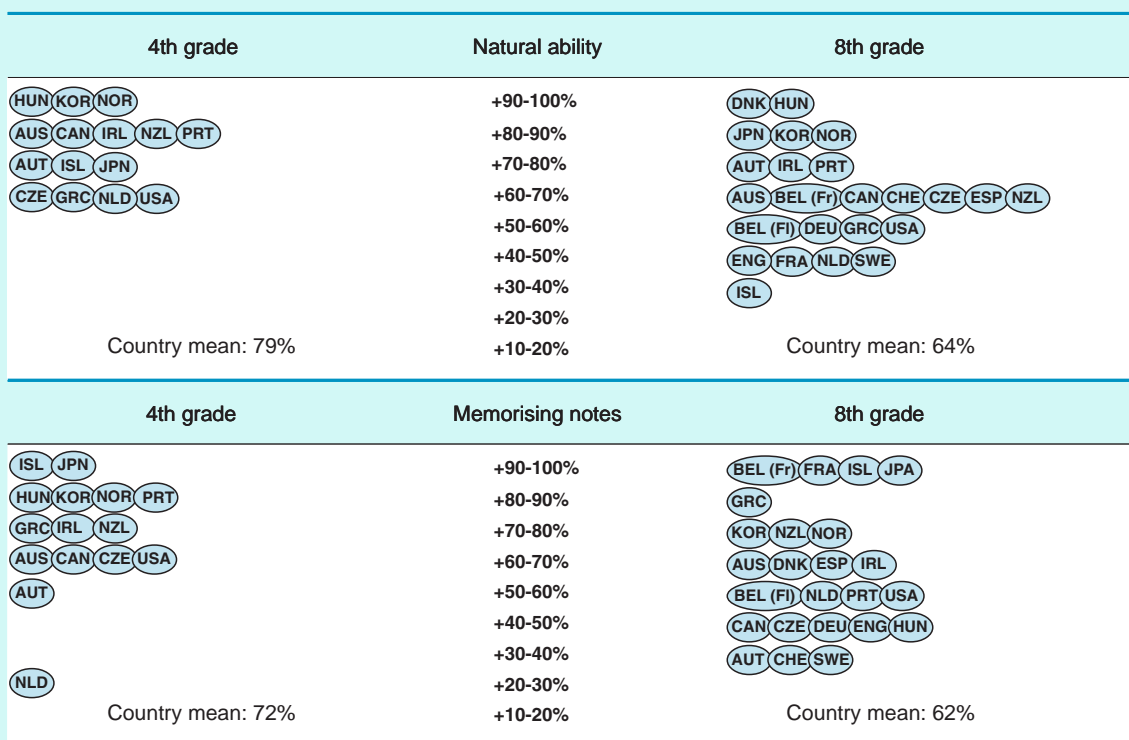 4th grade Natural ability 8th grade
HUN KOR NOR +90-100% DNK HUN
AUS CAN IRL NZL PRT +80-90% JPN KOR NOR
AUT ISL JPN +70-80% AUT IRL PRT
CZE GRC NLD USA +60-70% AUS BEL (Fr) CAN CHE CZE ESP NZL
+50-60% BEL (Fl) DEU GRC USA
+40-50% ENG FRA NLD SWE
+30-40% ISL
+20-30%
Country mean: 79% +10-20% Country mean: 64%
4th grade Memorising notes 8th grade
ISL JPN +90-100% BEL (Fr) FRA ISL JPA
HUN KOR NOR PRT +80-90% GRC
GRC IRL NZL +70-80% KOR NZL NOR
AUS CAN CZE USA +60-70% AUS DNK ESP IRL
AUT +50-60% BEL (Fl) NLD PRT USA
+40-50% CAN CZE DEU ENG HUN
+30-40% AUT CHE SWE
NLD +20-30%
Country mean: 72% +10-20% Country mean: 62%